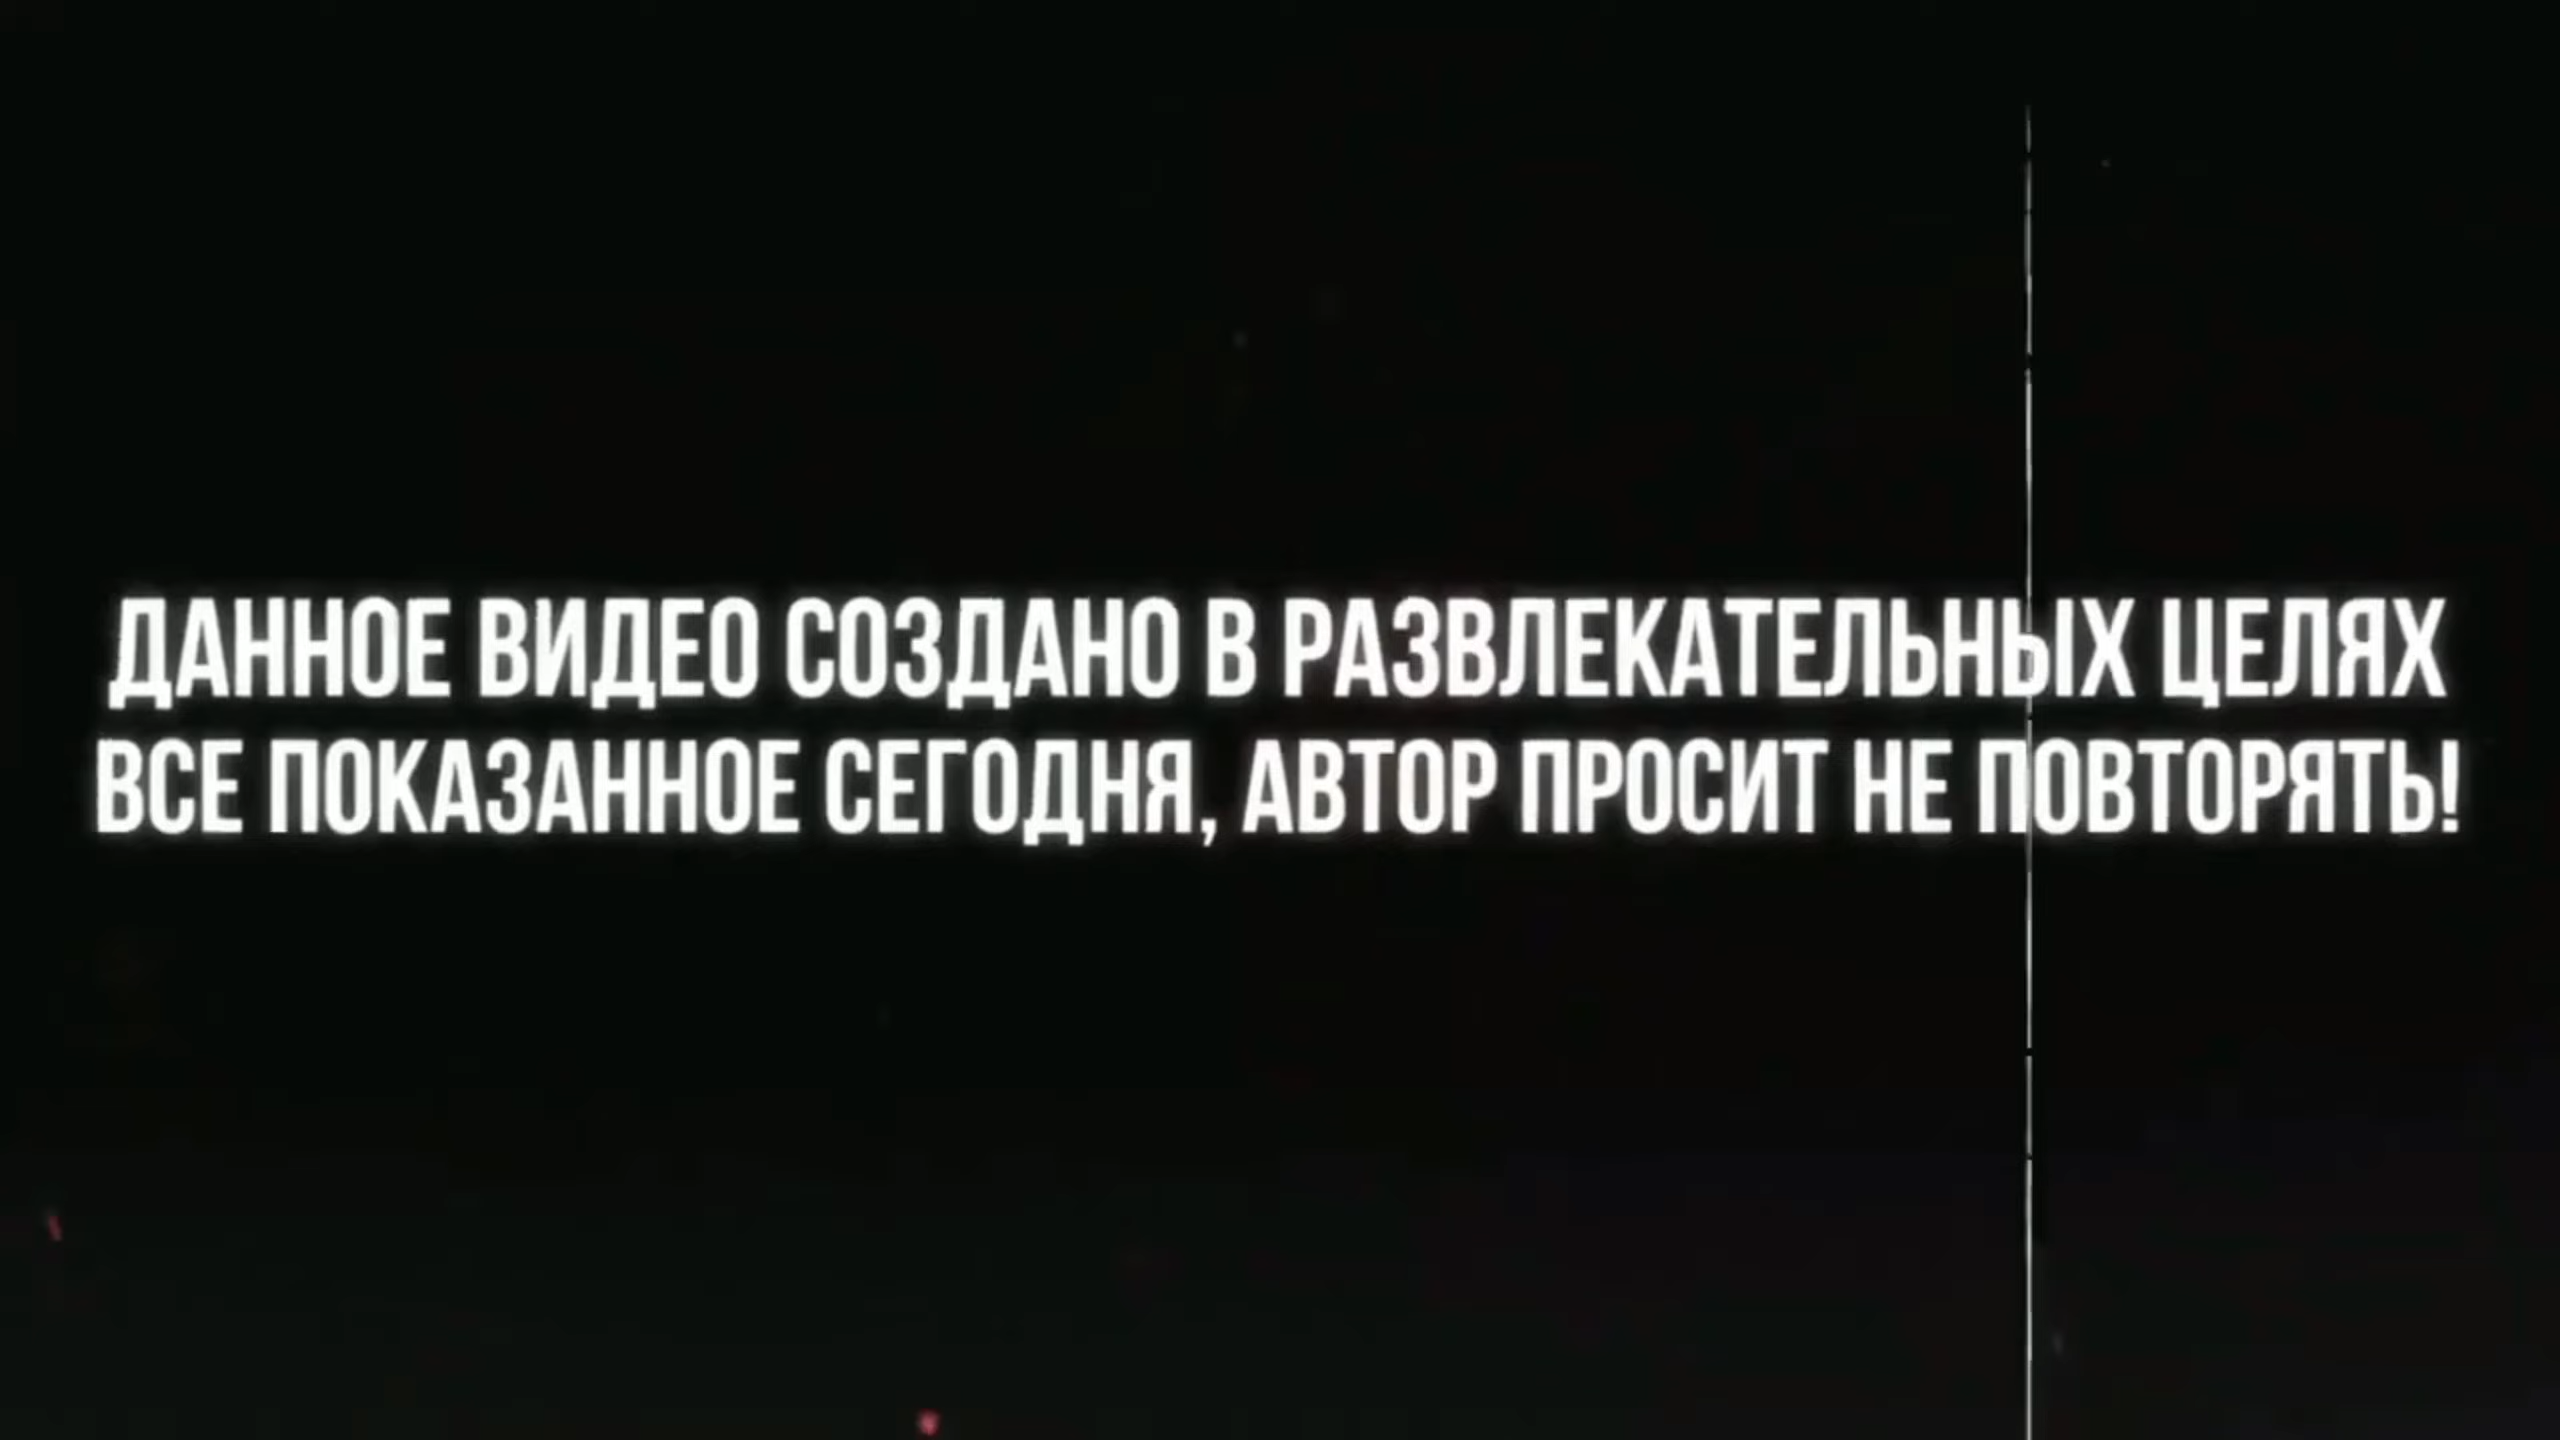 ДАННОЕ ВИДЕО СОЗДАНО В РАЗВЛЕКАТЕЛЬНЫХ ЦЕЛЯХ
ВСЕ ПОКАЗАННОЕ СЕГОДНЯ, АВТОР ПРОСИТ НЕ ПОВТОРЯТЬ!